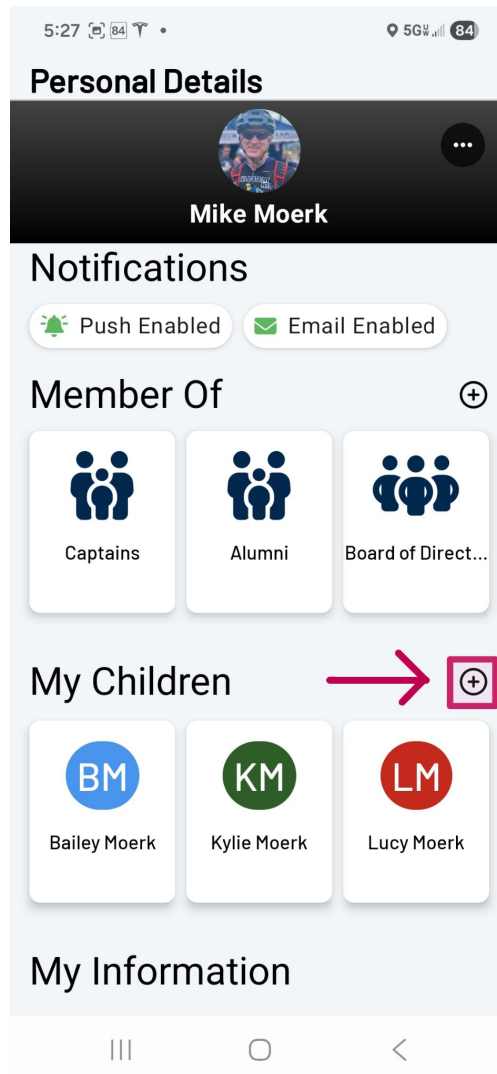 5:27 84
5G 84
Personal Details
Mike Moerk
Notifications
Push Enabled Email Enabled
Member Of
Captains Alumni Board of Direct...
My Children
BM KM LM
Bailey Moerk Kylie Moerk Lucy Moerk
My Information